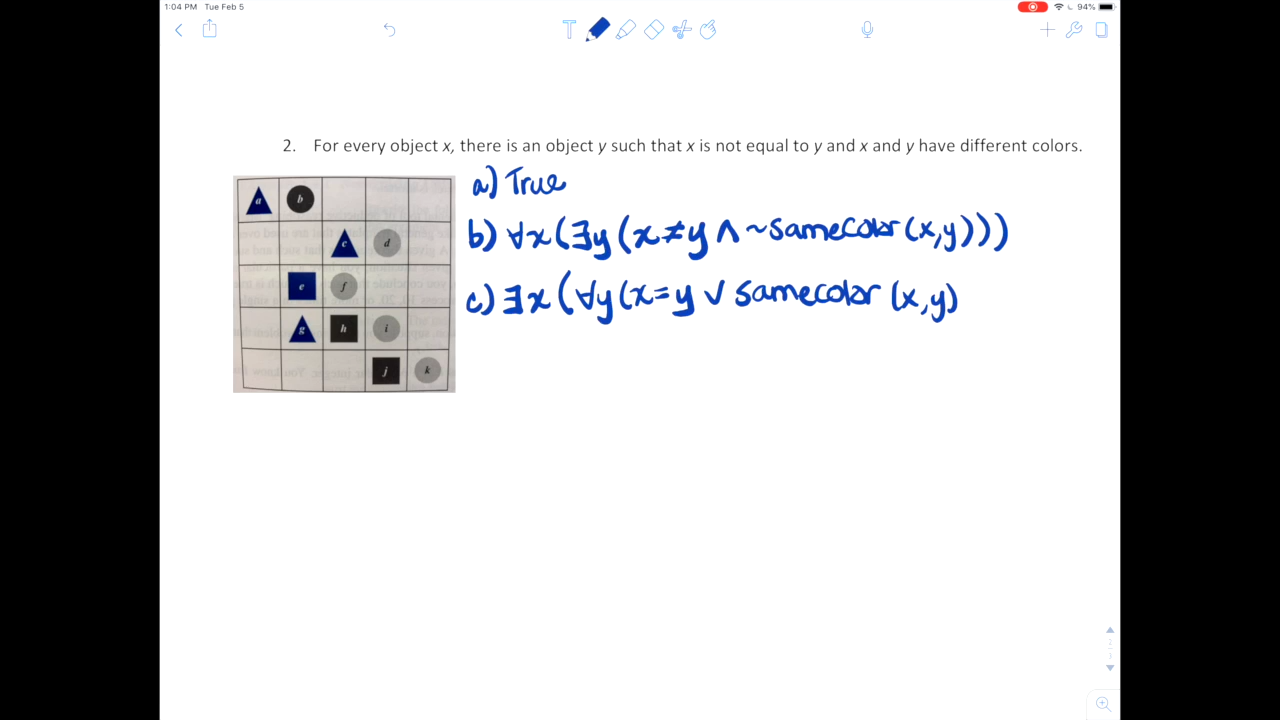 1:04 PM Tue Feb 5
94%
2. For every object x, there is an object y such that x is not equal to y and x and y have different colors.
a) True
b) ∀x(∃y(x≠y ∧ ~samecolor(x,y)))
c) ∃x(∀y(x=y ∨ samecolor (x,y)
a b
c d
e f
g h i
j k